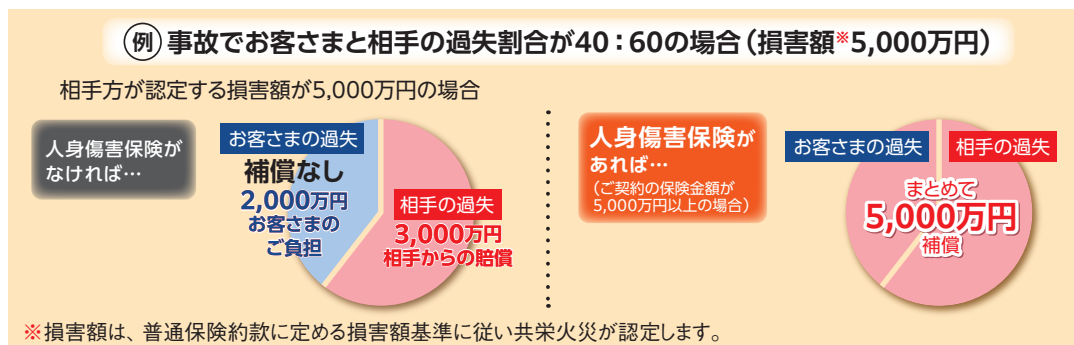 例 事故でお客さまと相手の過失割合が40：60の場合（損害額※5,000万円）
相手方が認定する損害額が5,000万円の場合
人身傷害保険が
なければ…
お客さまの過失
補償なし
2,000万円
お客さまの
ご負担
相手の過失
3,000万円
相手からの賠償
人身傷害保険が
あれば…
（ご契約の保険金額が
5,000万円以上の場合）
お客さまの過失
相手の過失
まとめて
5,000万円
補償
※損害額は、普通保険約款に定める損害額基準に従い共栄火災が認定します。